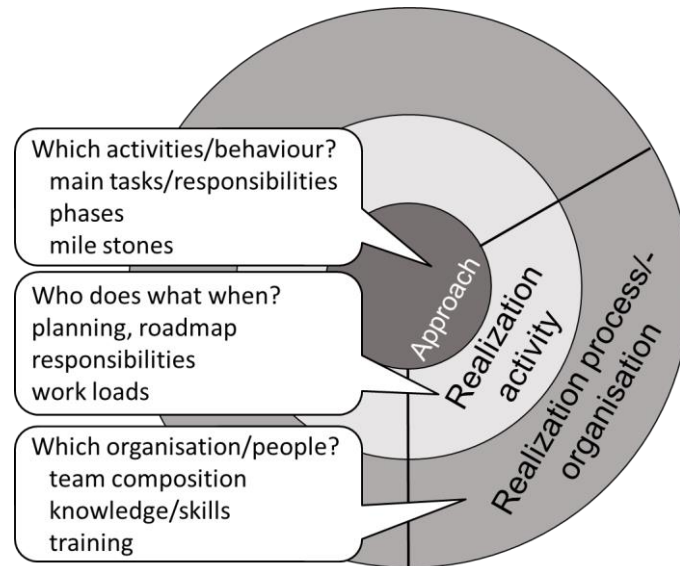 Which activities/behaviour?
main tasks/responsibilities
phases
mile stones
Who does what when?
planning, roadmap
responsibilities
work loads
Which organisation/people?
team composition
knowledge/skills
training
Approach
Realization
activity
Realization process/-
organisation